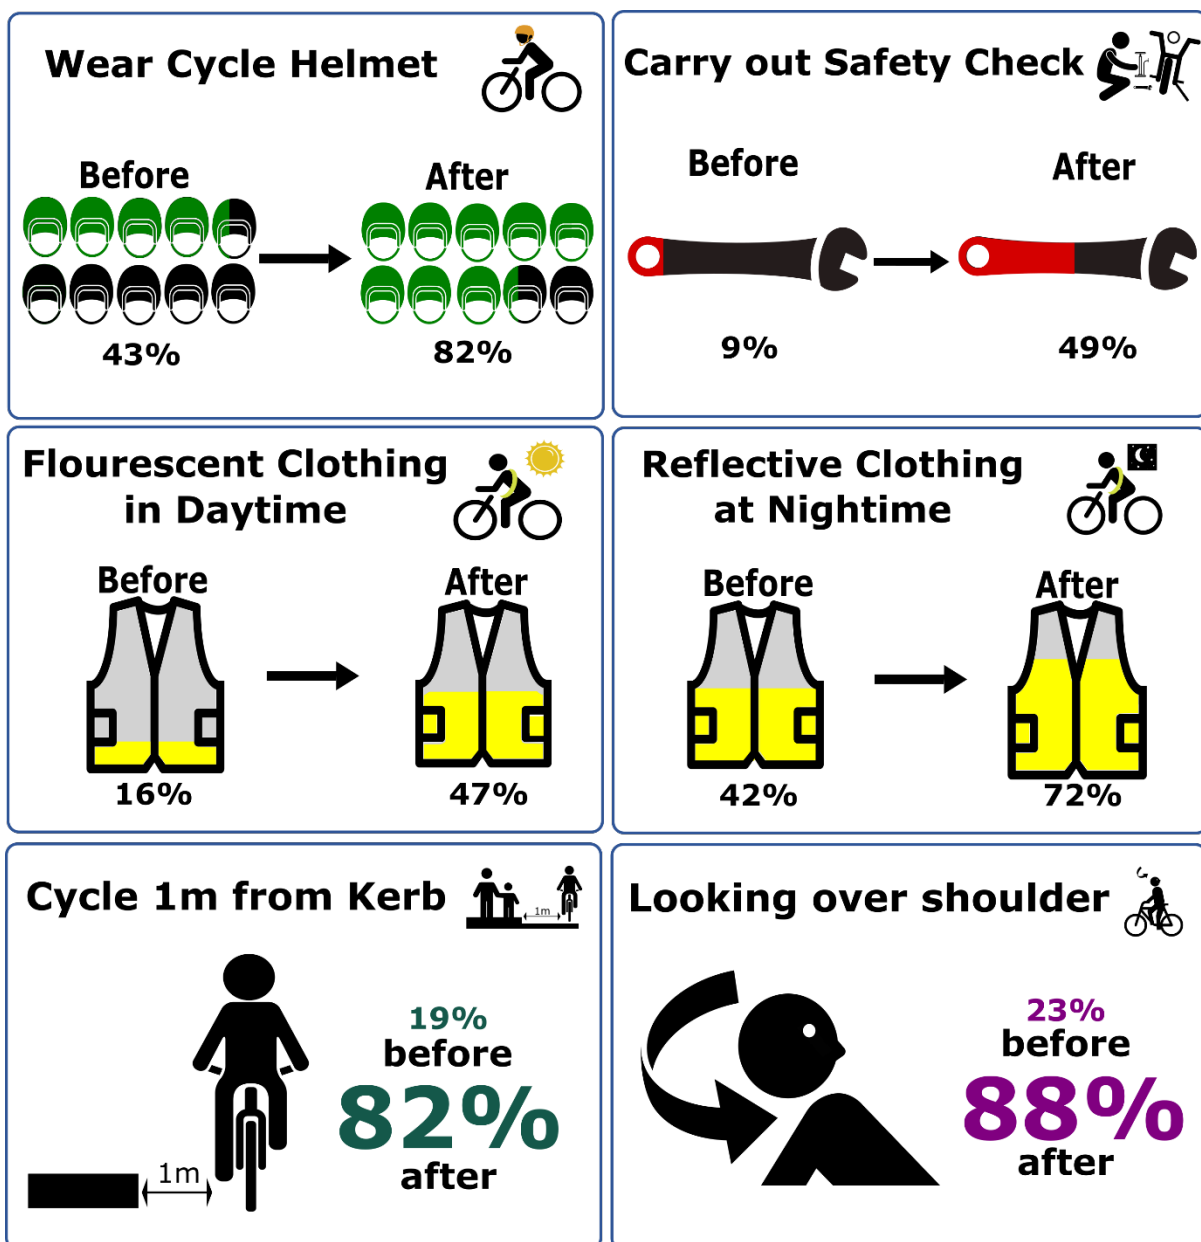 Wear Cycle Helmet
Before
After
43%
82%
Carry out Safety Check
Before
After
9%
49%
Flourescent Clothing
in Daytime
Before
After
16%
47%
Reflective Clothing
at Nightime
Before
After
42%
72%
Cycle 1m from Kerb
1m
19%
before
82%
after
1m
Looking over shoulder
23%
before
88%
after